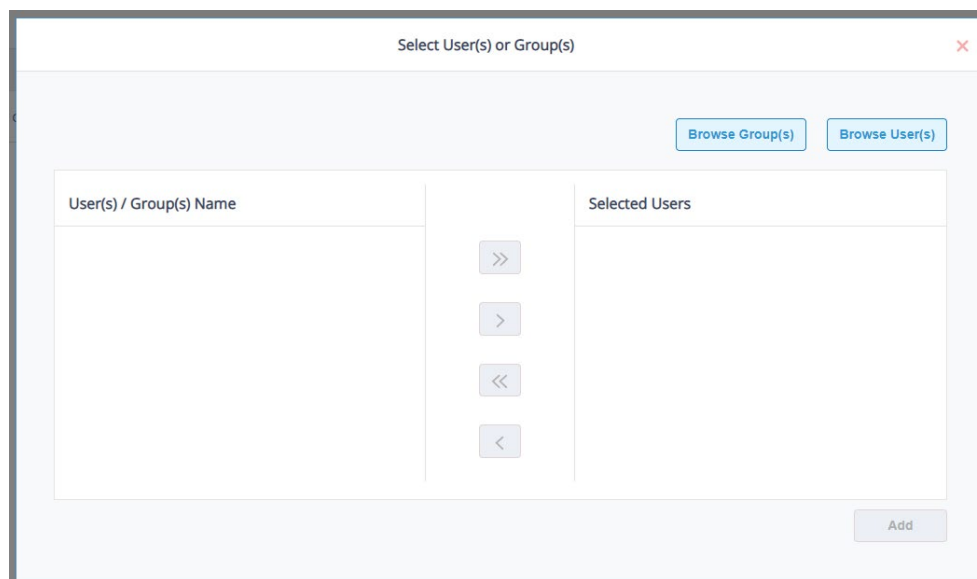 Select User(s) or Group(s)
Browse Group(s) Browse User(s)
User(s) / Group(s) Name Selected Users
Add